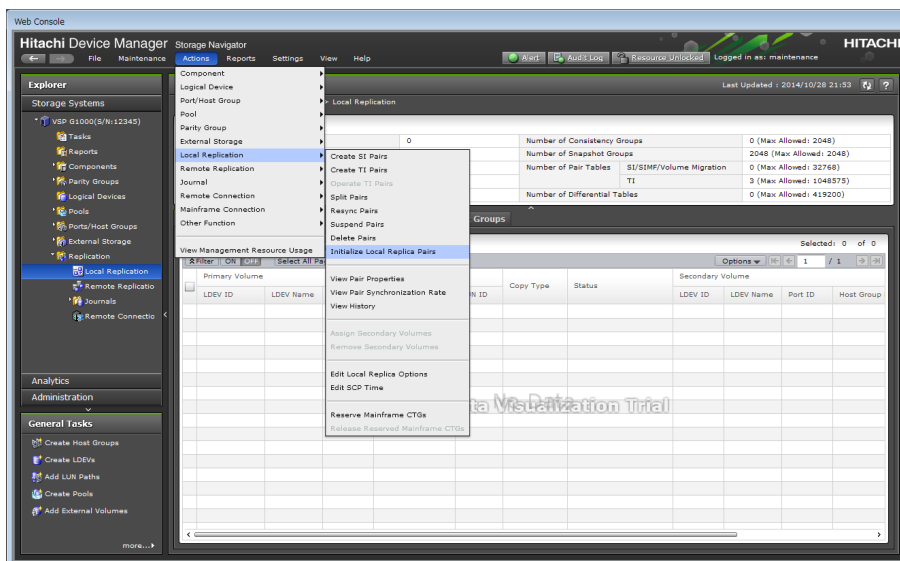 Web Console
Hitachi Device Manager Storage Navigator
HITACHI
File Maintenance Actions Reports Settings View Help
Alert Audit Log Resource Unlocked Logged in as: maintenance
Explorer
Storage Systems
VSP G1000(S/N:12345)
Tasks
Reports
Components
Parity Groups
Logical Devices
Pools
Ports/Host Groups
External Storage
Replication
Local Replication
Remote Replicatio
Journals
Remote Connectio
Analytics
Administration
General Tasks
Create Host Groups
Create LDEVs
Add LUN Paths
Create Pools
Add External Volumes
more...
Component
Logical Device
Port/Host Group
Pool
Parity Group
External Storage
Local Replication
Remote Replication
Journal
Remote Connection
Mainframe Connection
Other Function
View Management Resource Usage
Create SI Pairs
Create TI Pairs
Operate TI Pairs
Split Pairs
Resync Pairs
Suspend Pairs
Delete Pairs
Initialize Local Replica Pairs
View Pair Properties
View Pair Synchronization Rate
View History
Assign Secondary Volumes
Remove Secondary Volumes
Edit Local Replica Options
Edit SCP Time
Reserve Mainframe CTGs
Release Reserved Mainframe CTGs
Last Updated : 2014/10/28 21:53
> Local Replication
0 Number of Consistency Groups 0 (Max Allowed: 2048)
Number of Snapshot Groups 2048 (Max Allowed: 2048)
Number of Pair Tables SI/SIMF/Volume Migration 0 (Max Allowed: 32768)
TI 3 (Max Allowed: 1048575)
Number of Differential Tables 0 (Max Allowed: 419200)
Groups
Selected: 0 of 0
Filter ON OFF Select All Pa Options 1 / 1
Primary Volume Copy Type Status Secondary Volume
LDEV ID LDEV Name N ID LDEV ID LDEV Name Port ID Host Group
No Data
ta Visualization Trial